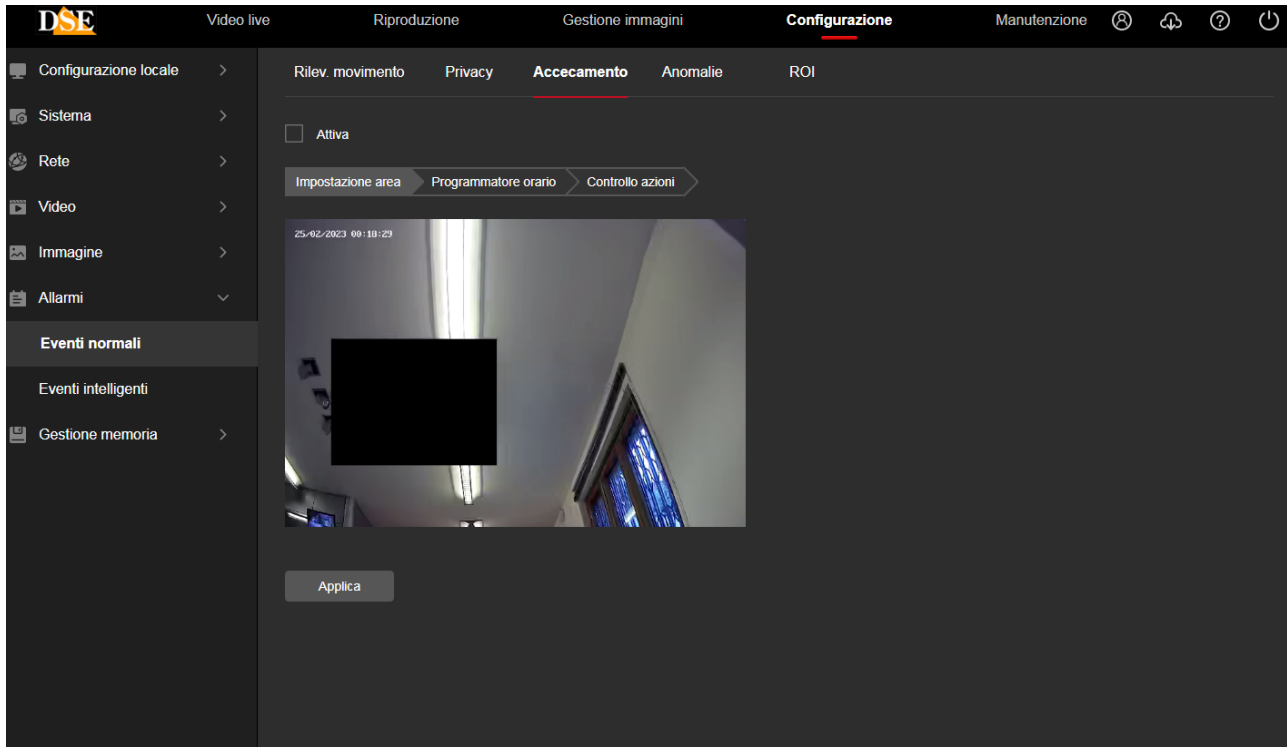 DSE
Video live
Riproduzione
Gestione immagini
Configurazione
Manutenzione
Configurazione locale
Sistema
Rete
Video
Immagine
Allarmi
Eventi normali
Eventi intelligenti
Gestione memoria
Rilev. movimento
Privacy
Accecamento
Anomalie
ROI
Attiva
Impostazione area
Programmatore orario
Controllo azioni
25/02/2023 00:18:29
Applica